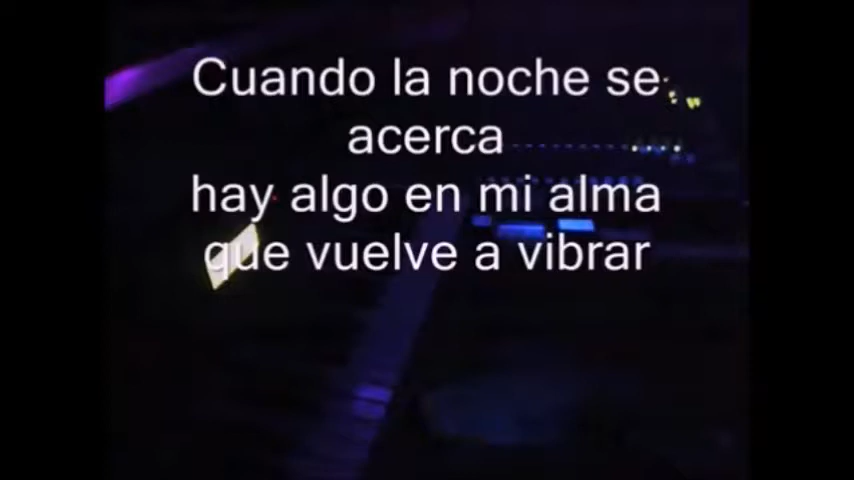 Cuando la noche se
acerca
hay algo en mi alma
que vuelve a vibrar